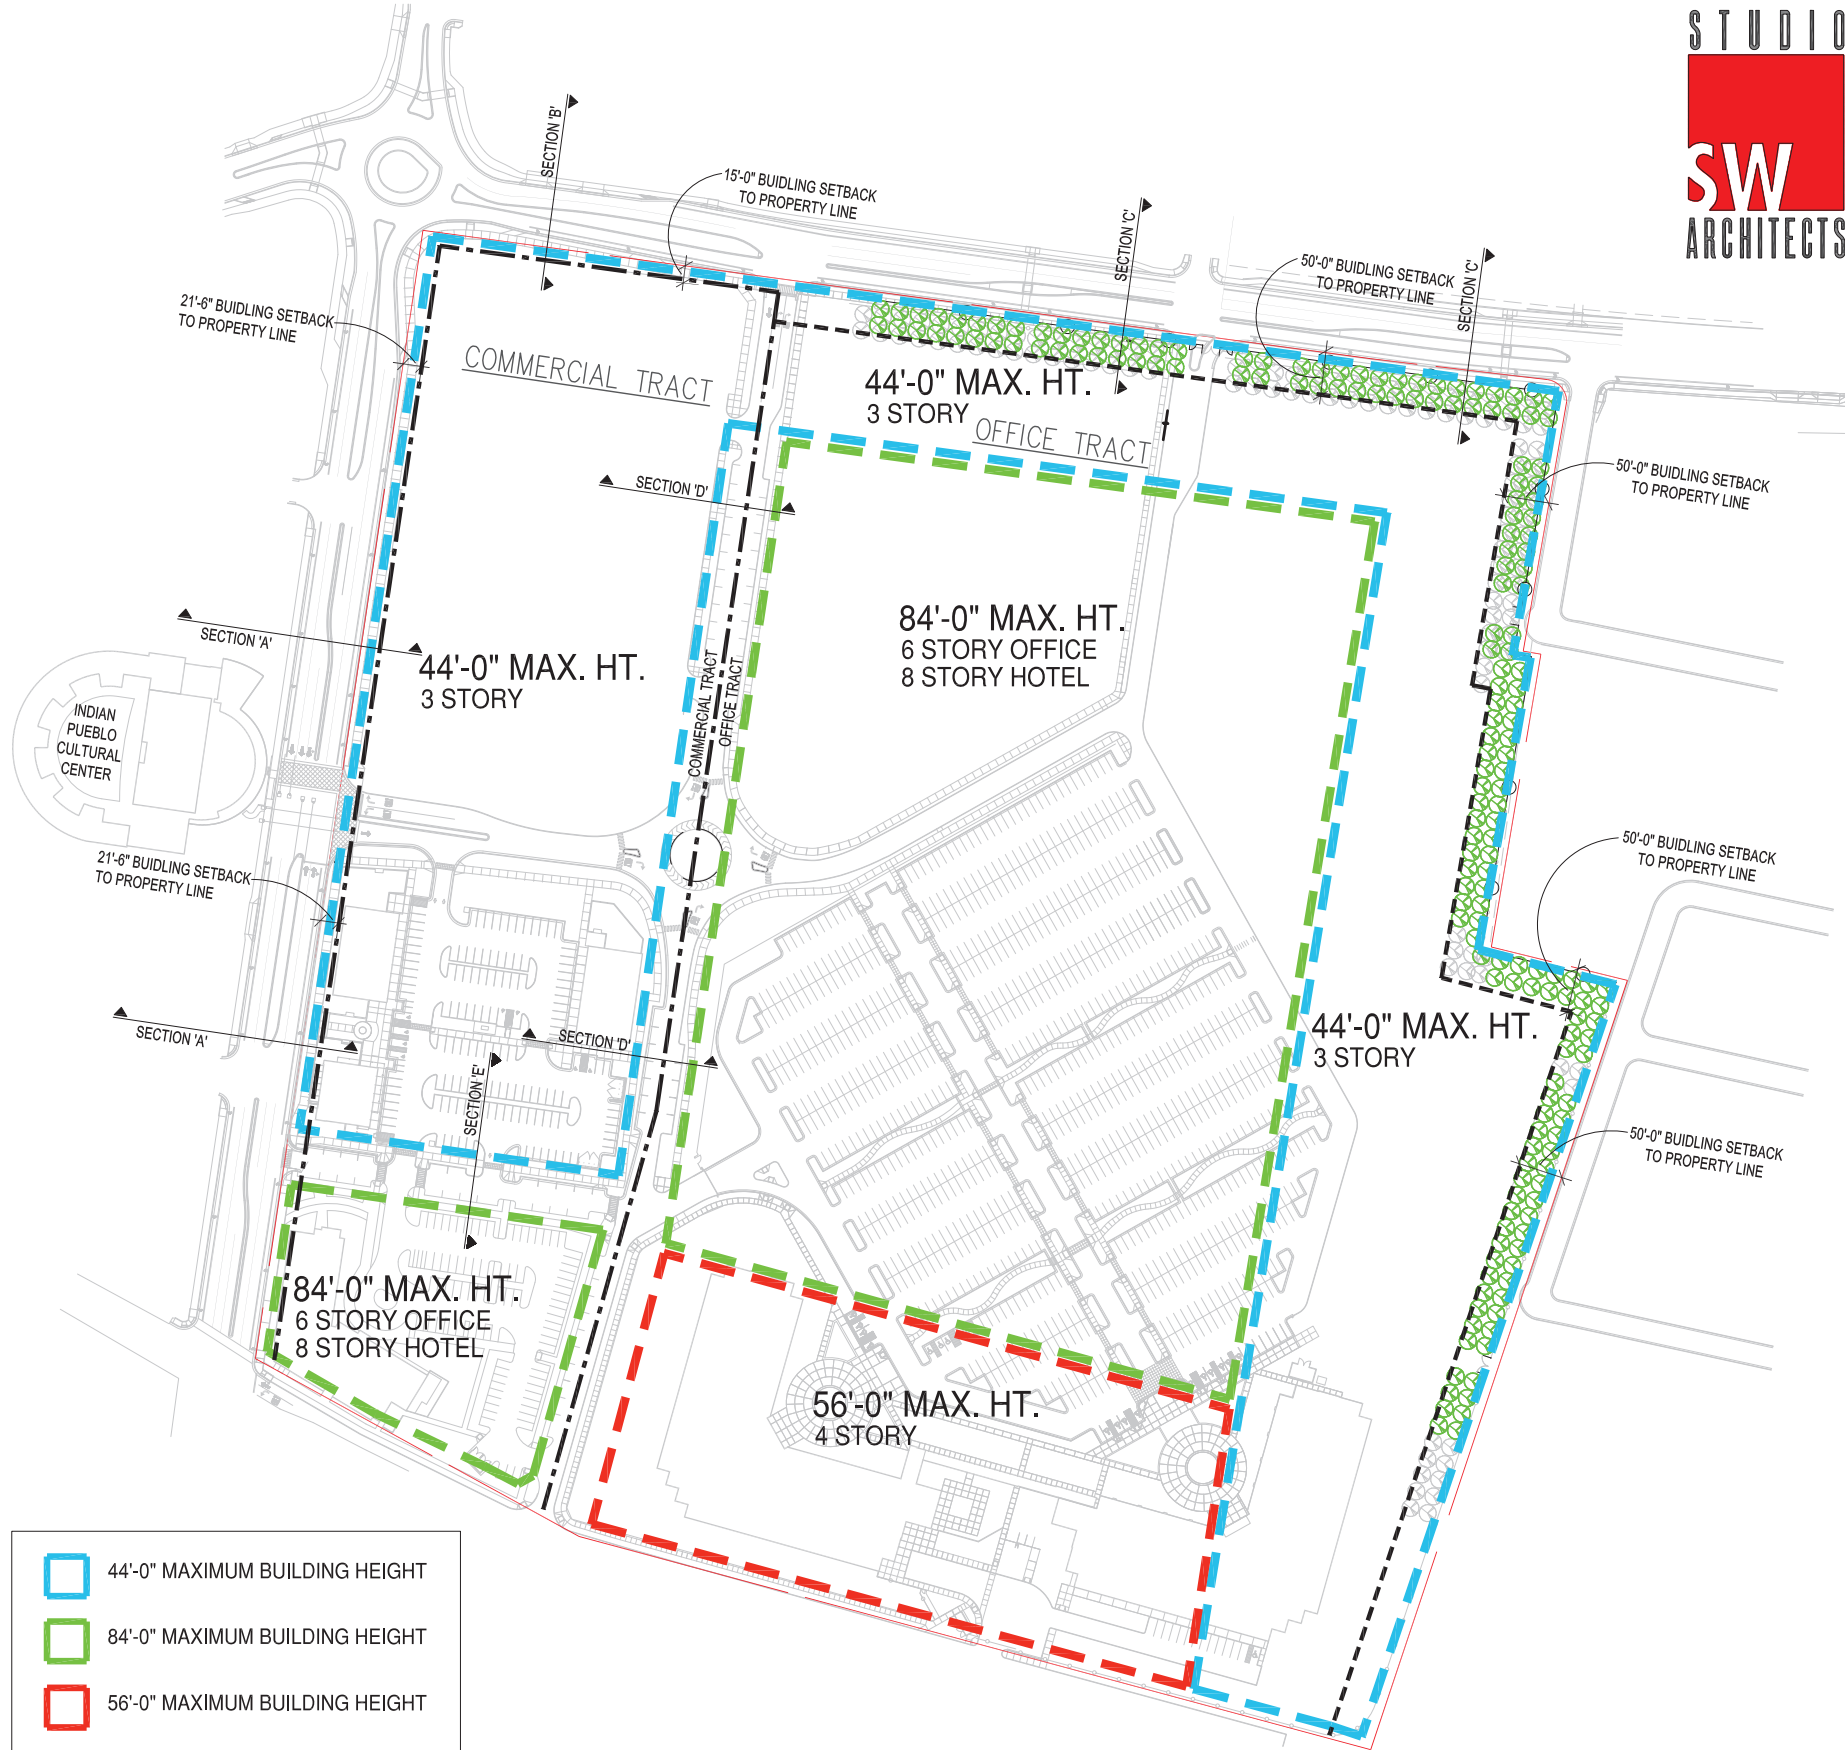 STUDIO
SW
ARCHITECTS
SECTION 'B'
15'-0" BUIDLING SETBACK
TO PROPERTY LINE
SECTION 'C'
50'-0" BUIDLING SETBACK
TO PROPERTY LINE
SECTION 'C'
21'-6" BUIDLING SETBACK
TO PROPERTY LINE
COMMERCIAL TRACT
44'-0" MAX. HT.
3 STORY
OFFICE TRACT
50'-0" BUIDLING SETBACK
TO PROPERTY LINE
SECTION 'D'
84'-0" MAX. HT.
6 STORY OFFICE
8 STORY HOTEL
SECTION 'A'
44'-0" MAX. HT.
3 STORY
COMMERCIAL TRACT
OFFICE TRACT
INDIAN
PUEBLO
CULTURAL
CENTER
21'-6" BUIDLING SETBACK
TO PROPERTY LINE
50'-0" BUIDLING SETBACK
TO PROPERTY LINE
SECTION 'A'
SECTION 'D'
SECTION 'E'
44'-0" MAX. HT.
3 STORY
50'-0" BUIDLING SETBACK
TO PROPERTY LINE
84'-0" MAX. HT.
6 STORY OFFICE
8 STORY HOTEL
56'-0" MAX. HT.
4 STORY
44'-0" MAXIMUM BUILDING HEIGHT
84'-0" MAXIMUM BUILDING HEIGHT
56'-0" MAXIMUM BUILDING HEIGHT